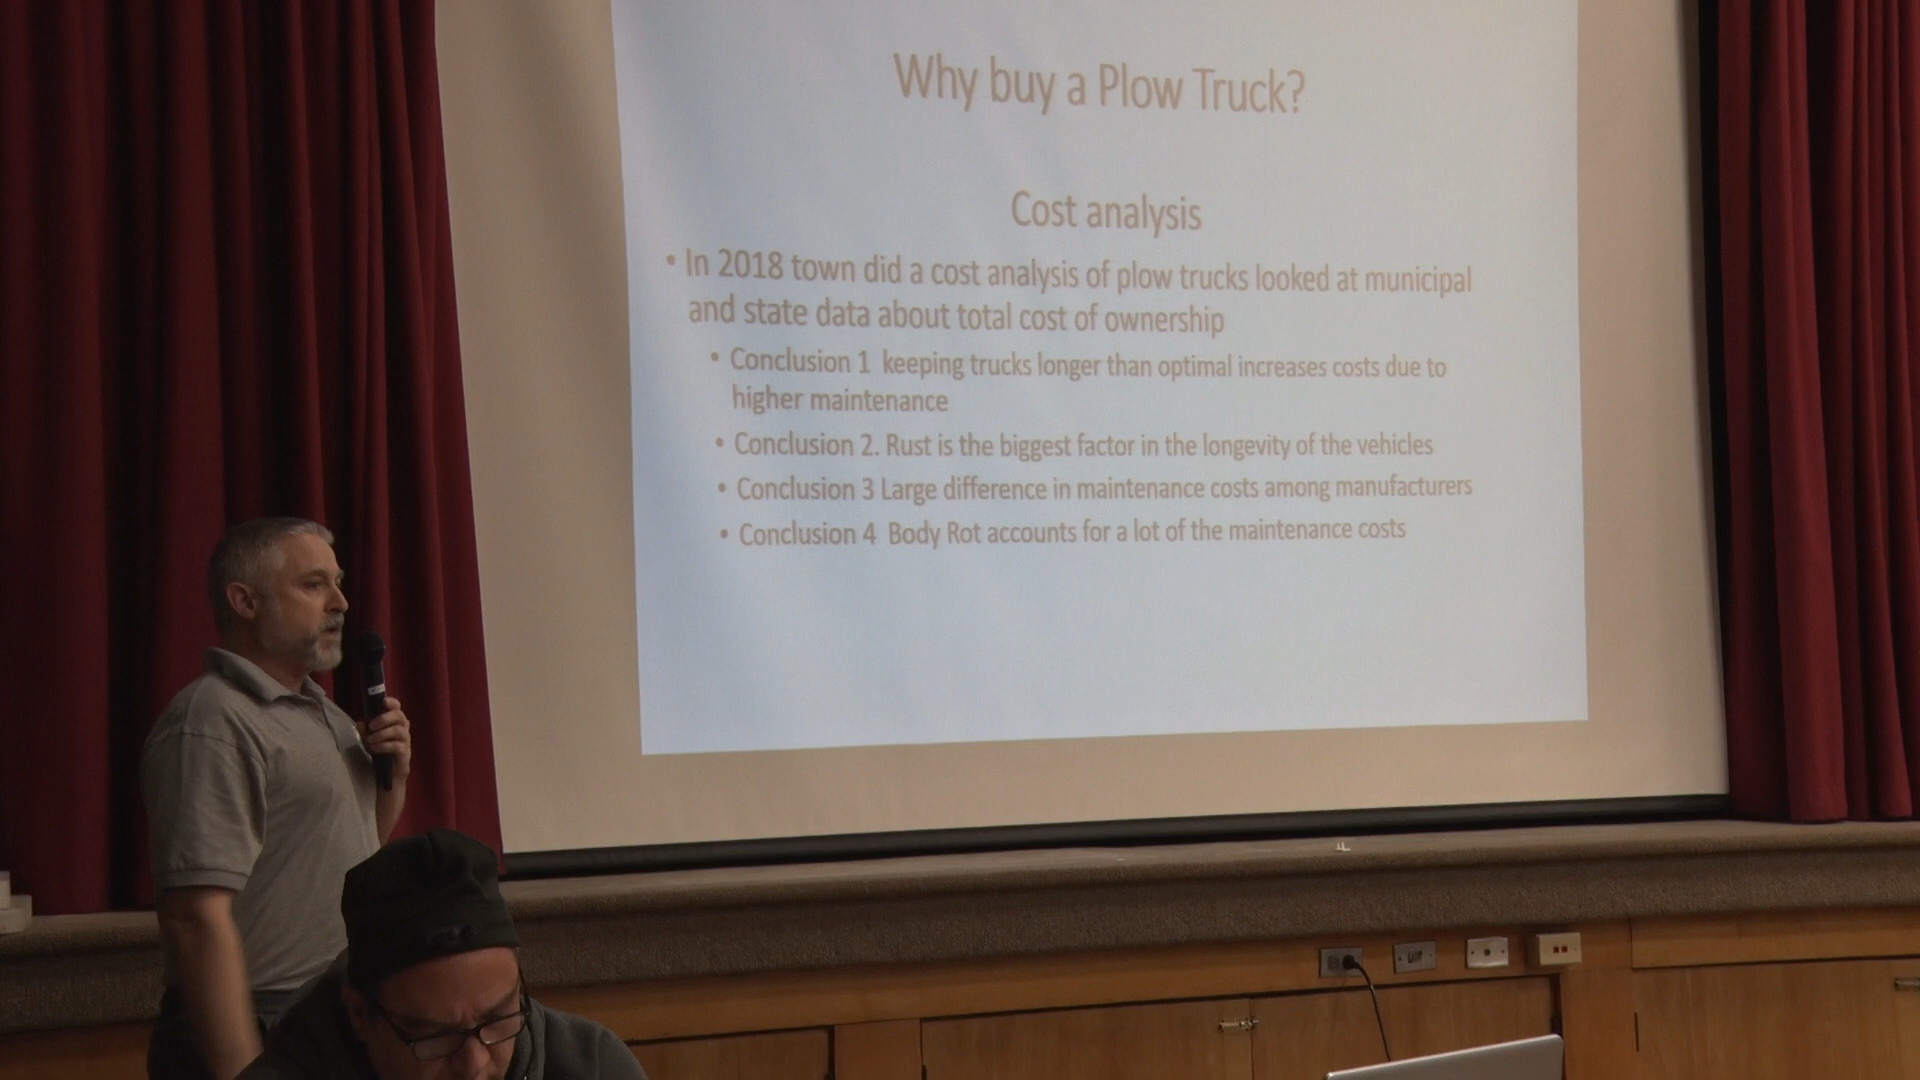 Why buy a Plow Truck?
Cost analysis
• In 2018 town did a cost analysis of plow trucks looked at municipal
and state data about total cost of ownership
• Conclusion 1 keeping trucks longer than optimal increases costs due to
higher maintenance
• Conclusion 2. Rust is the biggest factor in the longevity of the vehicles
• Conclusion 3 Large difference in maintenance costs among manufacturers
• Conclusion 4 Body Rot accounts for a lot of the maintenance costs